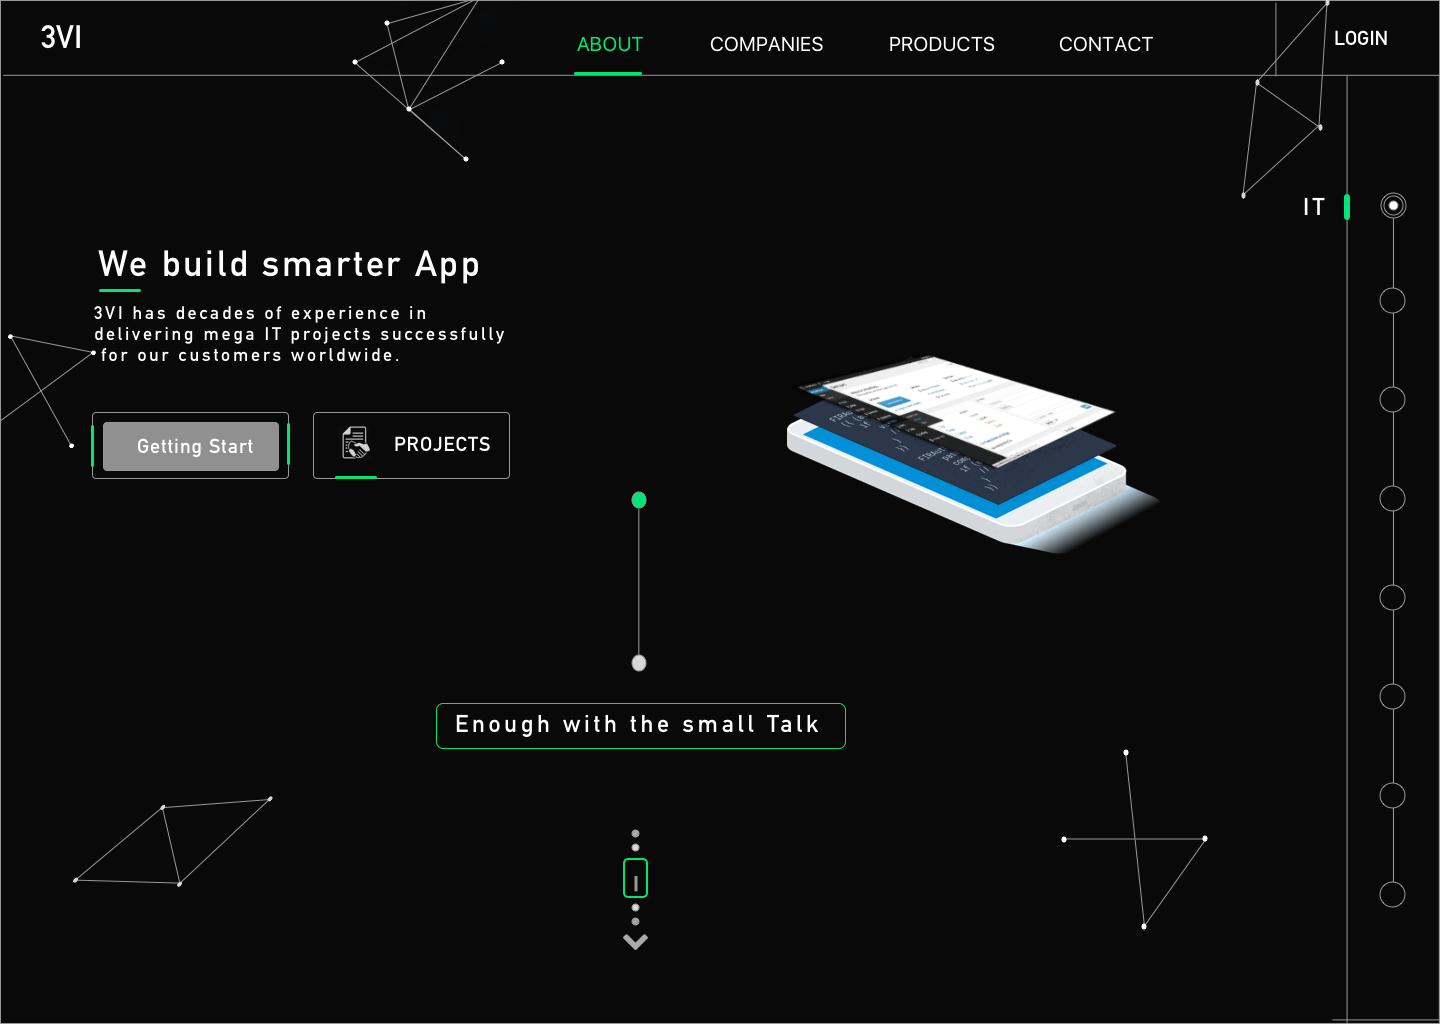 3VI
ABOUT
COMPANIES
PRODUCTS
CONTACT
LOGIN
IT
We build smarter App
3VI has decades of experience in
delivering mega IT projects successfully
for our customers worldwide.
Getting Start
PROJECTS
Enough with the small Talk